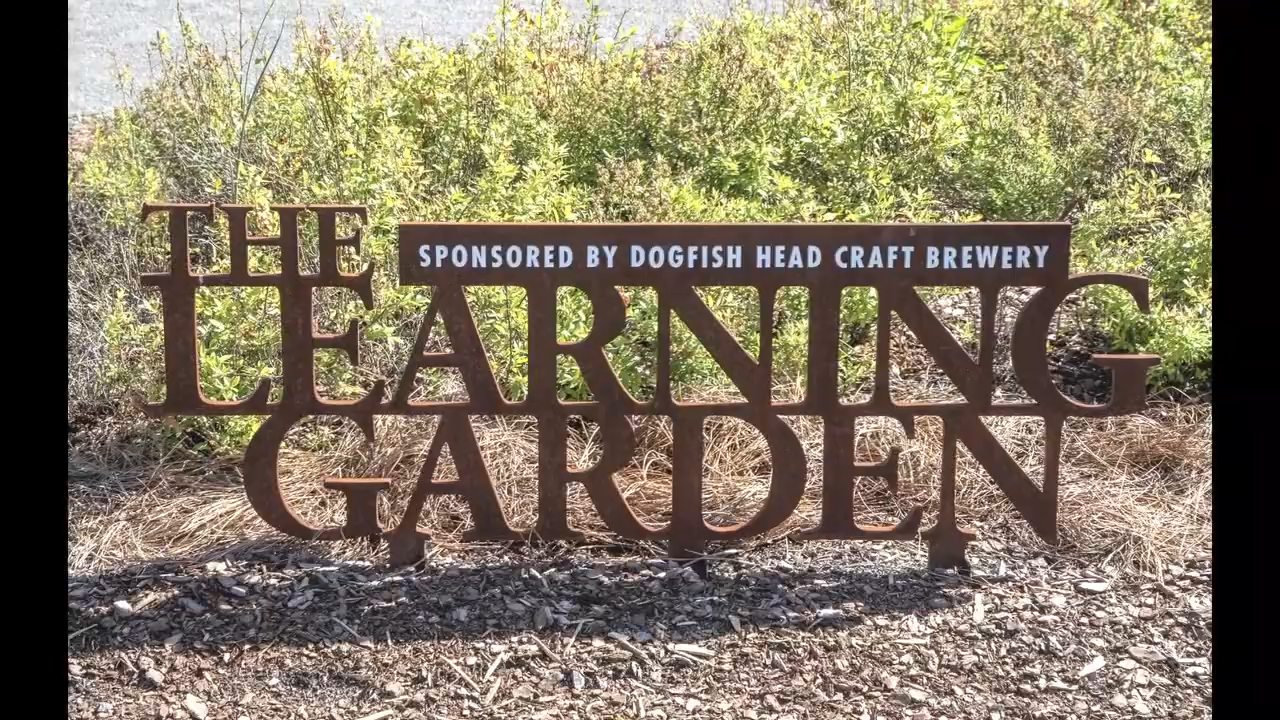 THE
SPONSORED BY DOGFISH HEAD CRAFT BREWERY
LEARNING
GARDEN